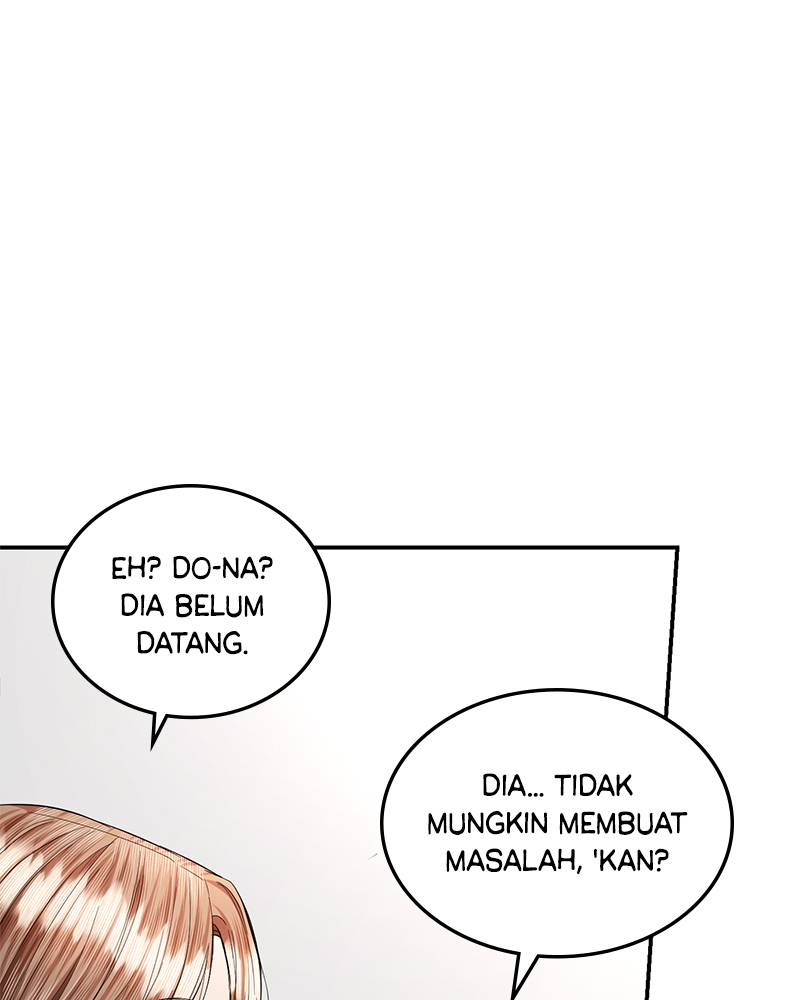 EH? DO-NA?
DIA BELUM
DATANG.
DIA... TIDAK
MUNGKIN MEMBUAT
MASALAH, 'KAN?